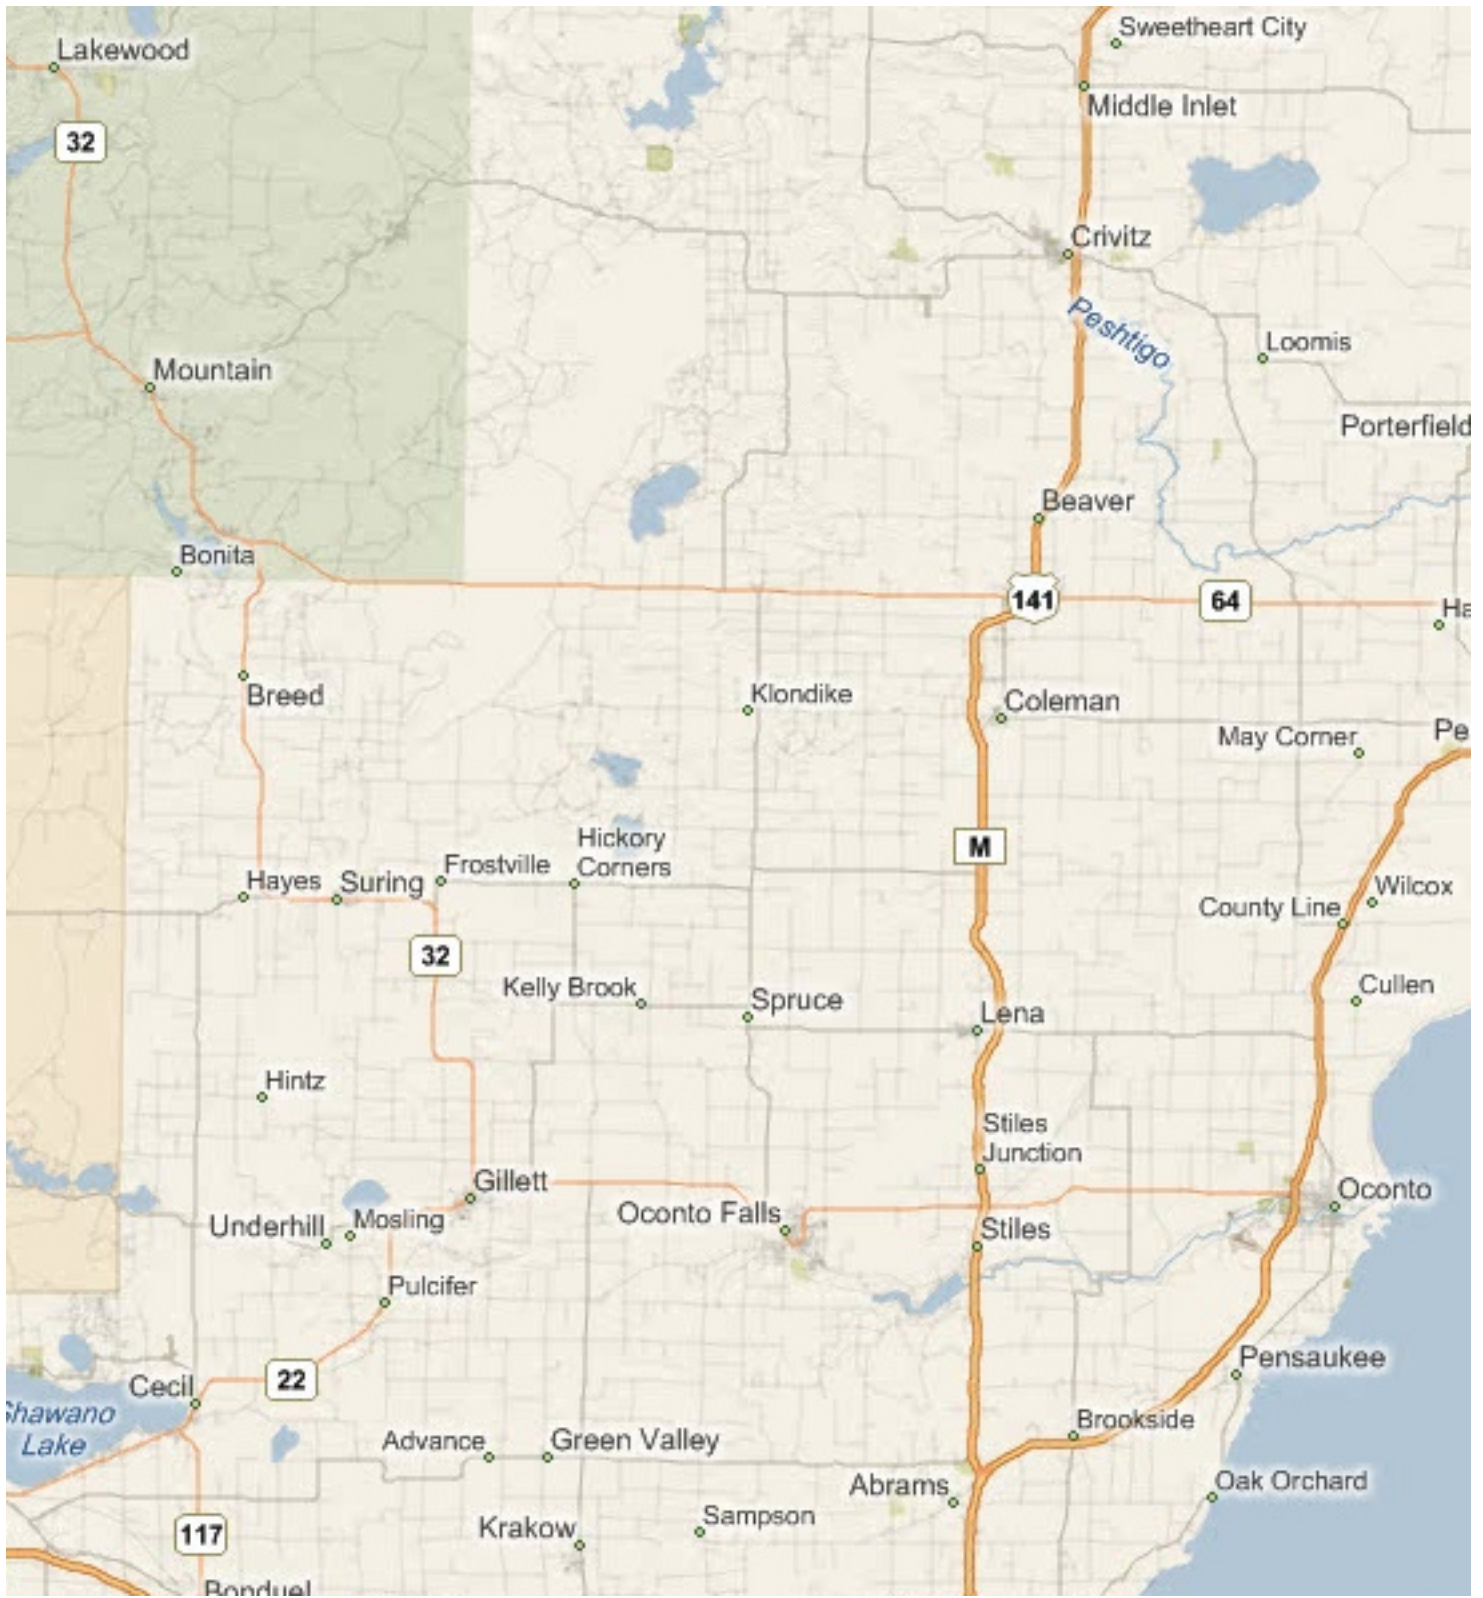 Sweetheart City
Lakewood
32
Middle Inlet
Crivitz
Peshtigo
Loomis
Mountain
Porterfield
Beaver
Bonita
141
64
Ha
Breed
Klondike
Coleman
May Corner
Pe
M
Hickory
Corners
Frostville
Hayes
Suring
Wilcox
County Line
32
Kelly Brook
Spruce
Cullen
Lena
Hintz
Stiles
Junction
Gillett
Oconto
Oconto Falls
Mosling
Underhill
Stiles
Pulcifer
Pensaukee
22
Cecil
Shawano
Lake
Brookside
Advance
Green Valley
Abrams
Oak Orchard
Sampson
Krakow
117
Bonduel